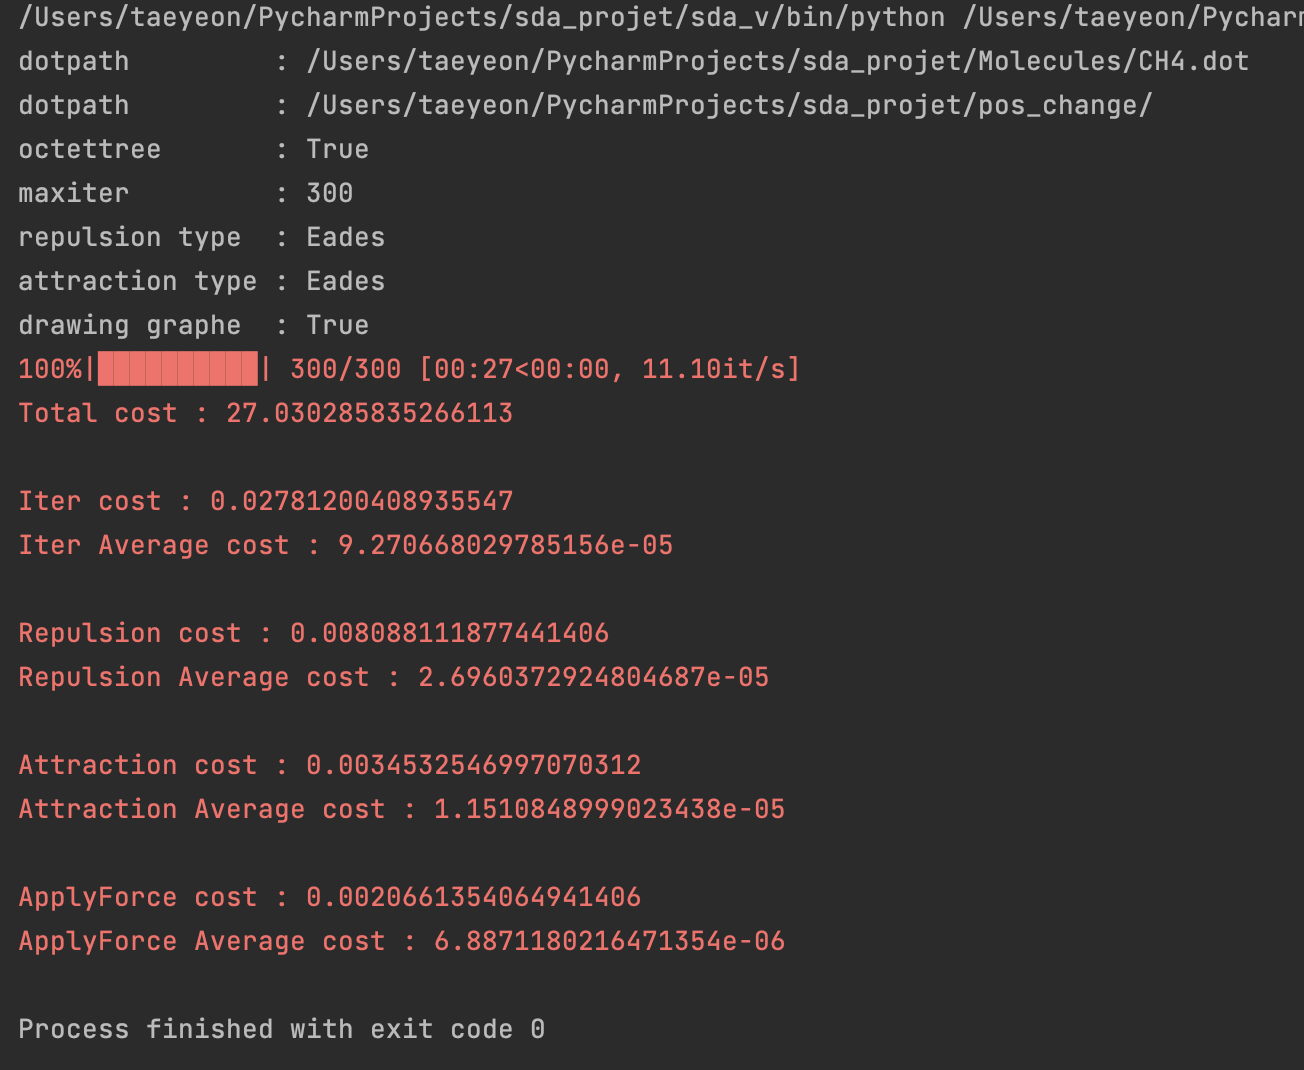 /Users/taeyeon/PycharmProjects/sda_projet/sda_v/bin/python /Users/taeyeon/Pycharm
dotpath         : /Users/taeyeon/PycharmProjects/sda_projet/Molecules/CH4.dot
dotpath         : /Users/taeyeon/PycharmProjects/sda_projet/pos_change/
octettree       : True
maxiter         : 300
repulsion type  : Eades
attraction type : Eades
drawing graphe  : True
100%|██████████| 300/300 [00:27<00:00, 11.10it/s]
Total cost : 27.030285835266113
Iter cost : 0.02781200408935547
Iter Average cost : 9.270668029785156e-05
Repulsion cost : 0.008088111877441406
Repulsion Average cost : 2.6960372924804687e-05
Attraction cost : 0.0034532546997070312
Attraction Average cost : 1.1510848999023438e-05
ApplyForce cost : 0.0020661354064941406
ApplyForce Average cost : 6.8871180216471354e-06
Process finished with exit code 0